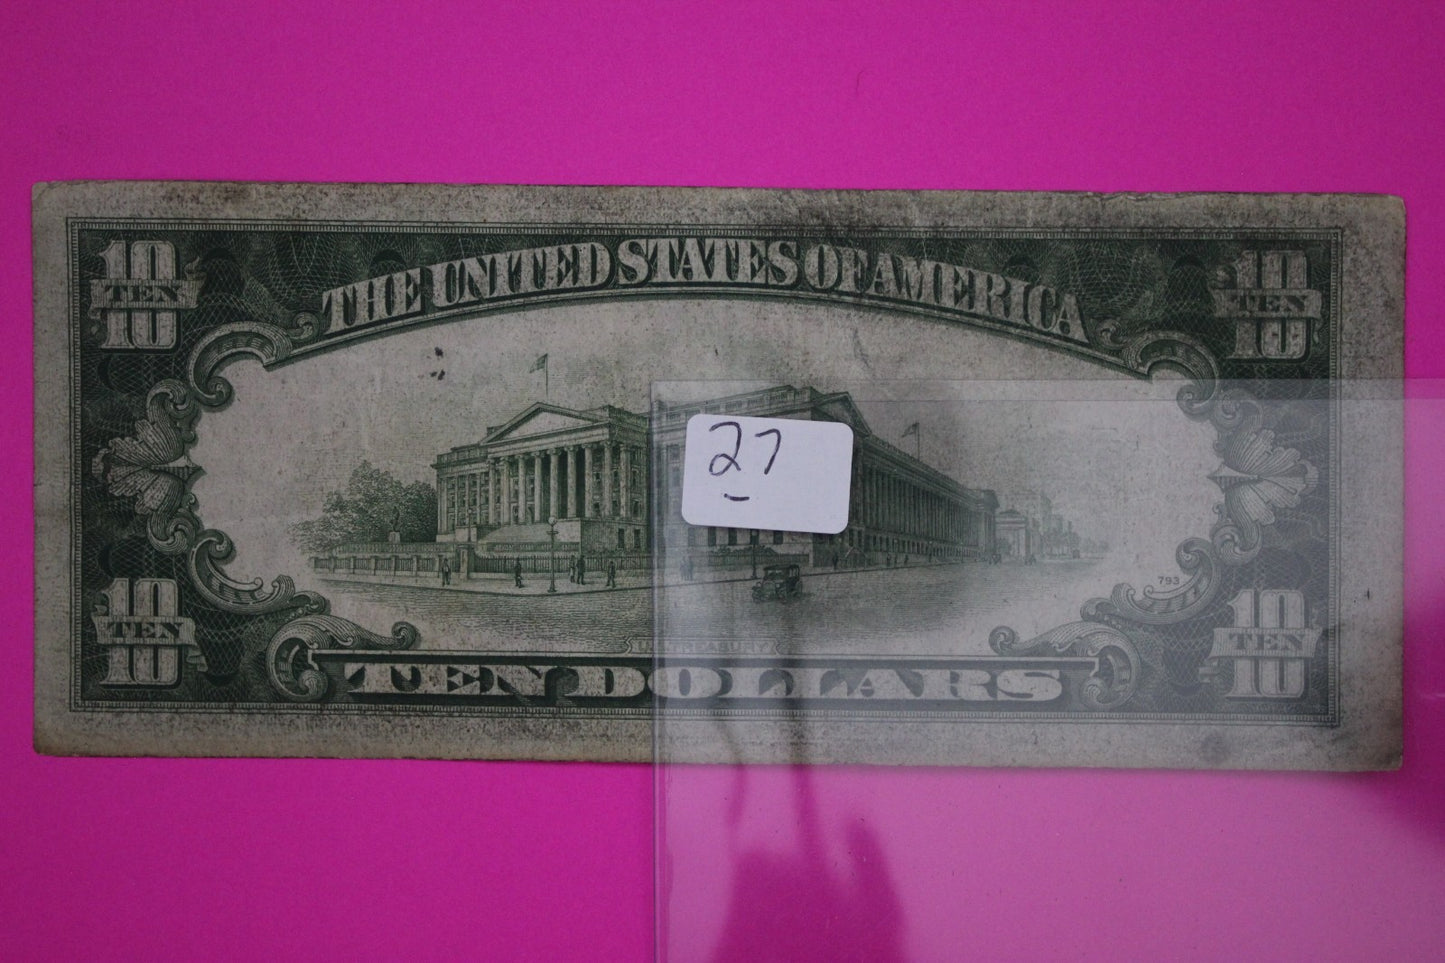 10 TEN 10
THE UNITED STATES OF AMERICA
10 TEN 10
27
793
10 TEN 10
U.S. TREASURY
10 TEN 10
TEN DOLLARS